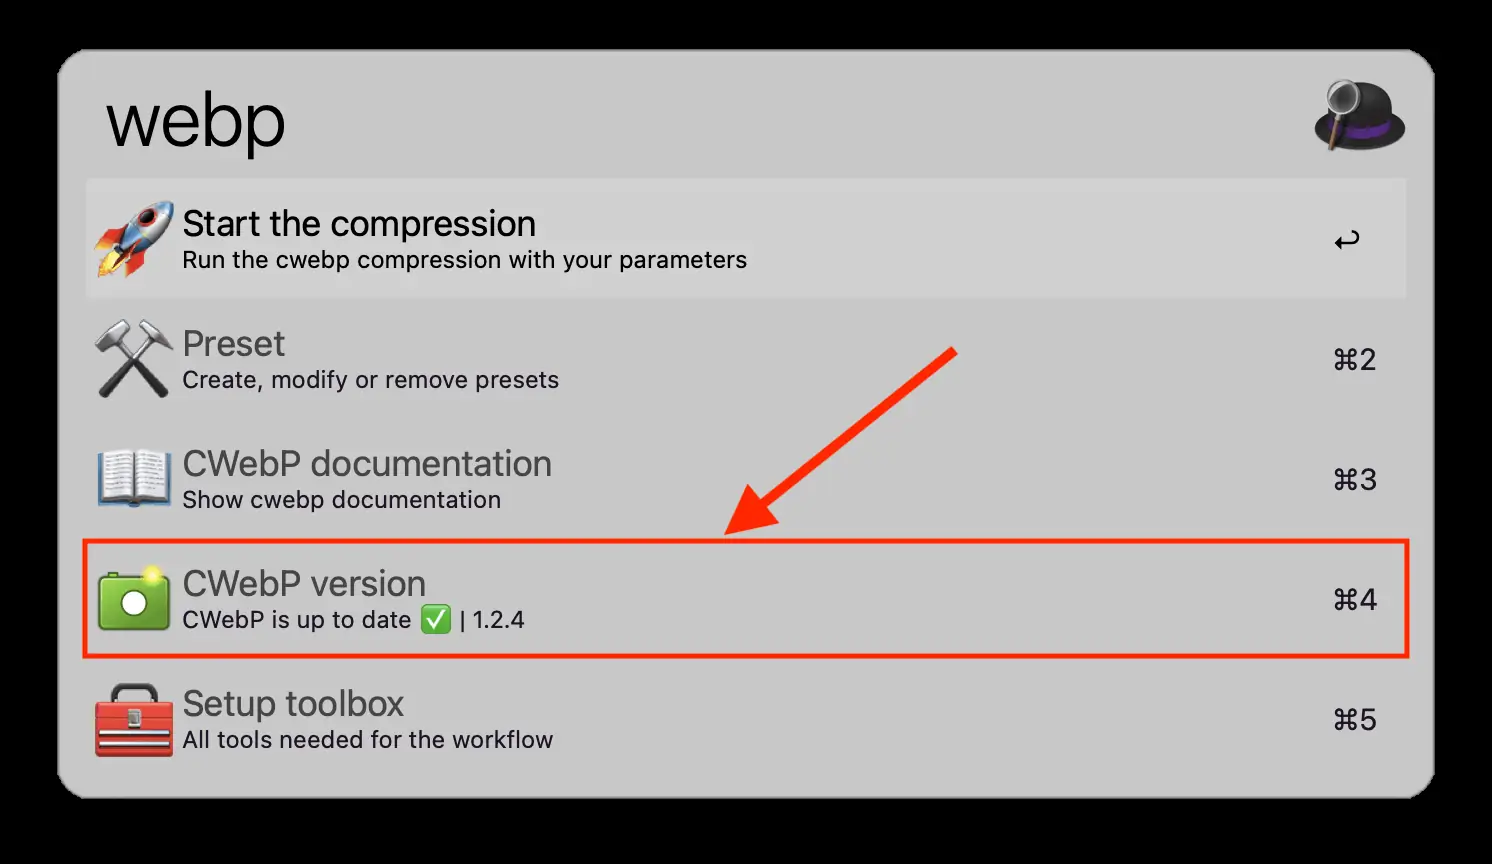 webp
Start the compression
Run the cwebp compression with your parameters
↩
Preset
Create, modify or remove presets
⌘2
CWebP documentation
Show cwebp documentation
⌘3
CWebP version
CWebP is up to date ✅ | 1.2.4
⌘4
Setup toolbox
All tools needed for the workflow
⌘5